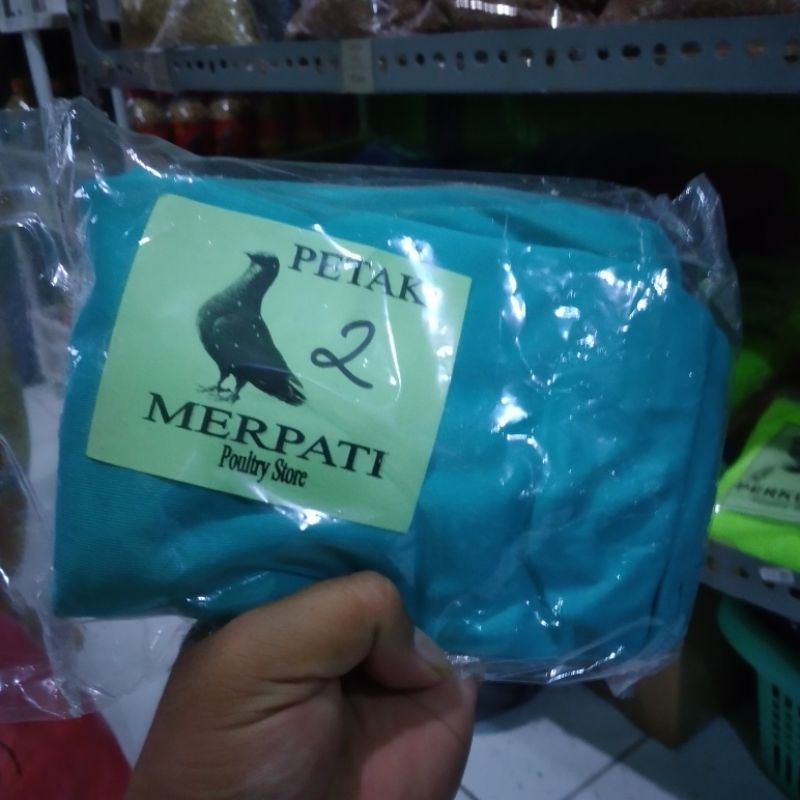 PETAK
2
MERPATI
Poultry Store